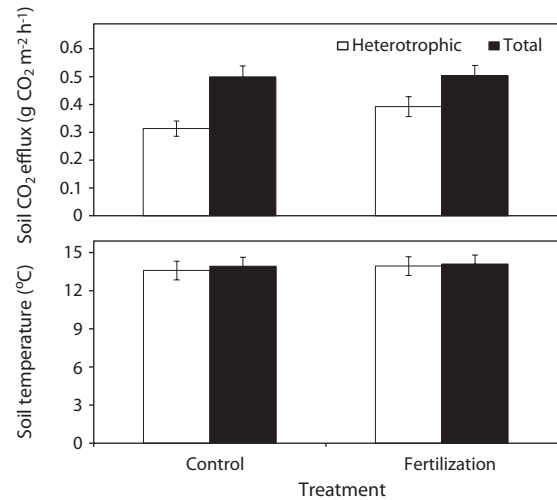 Soil CO₂ efflux (g CO₂ m⁻² h⁻¹)
0.6
0.5
0.4
0.3
0.2
0.1
0
Heterotrophic
Total
Soil temperature (°C)
15
12
9
6
3
0
Control
Fertilization
Treatment